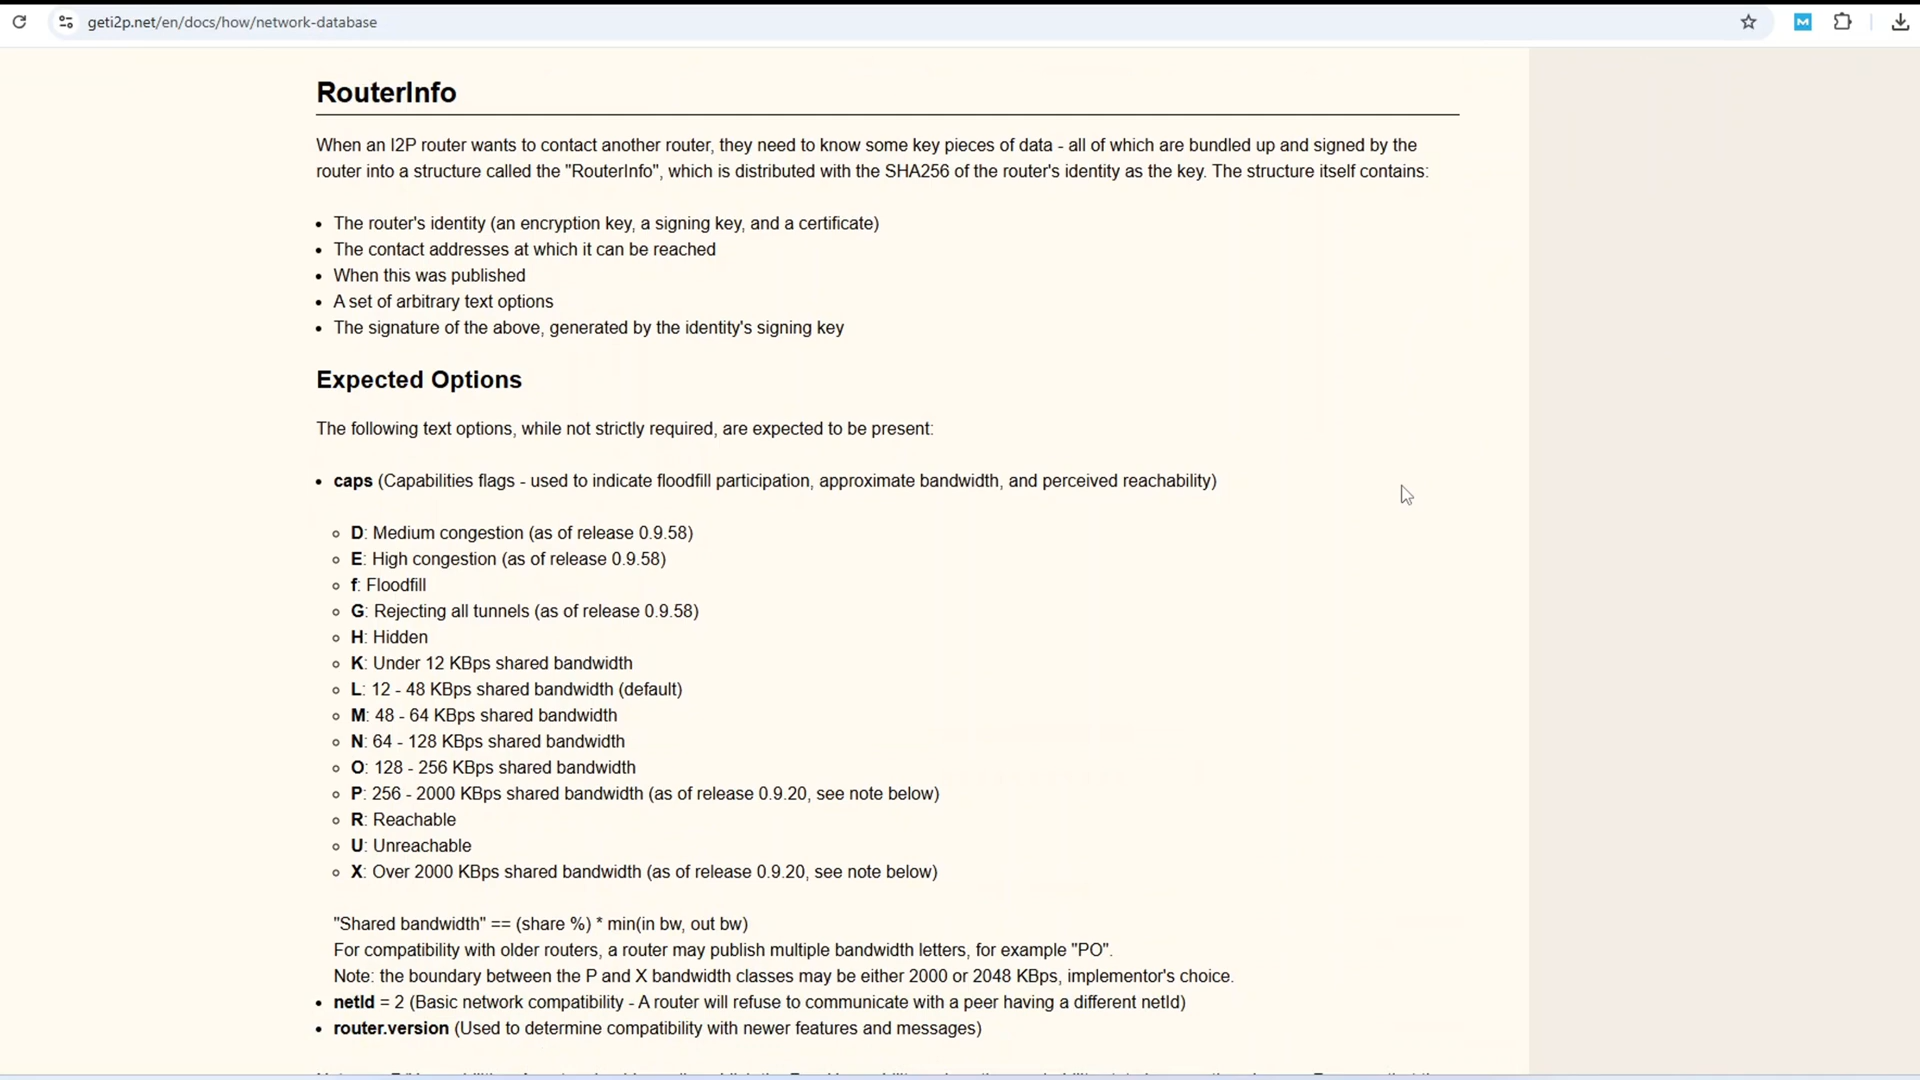 geti2p.net/en/docs/how/network-database
RouterInfo
When an I2P router wants to contact another router, they need to know some key pieces of data - all of which are bundled up and signed by the
router into a structure called the "RouterInfo", which is distributed with the SHA256 of the router's identity as the key. The structure itself contains:
• The router's identity (an encryption key, a signing key, and a certificate)
• The contact addresses at which it can be reached
• When this was published
• A set of arbitrary text options
• The signature of the above, generated by the identity's signing key
Expected Options
The following text options, while not strictly required, are expected to be present:
• caps (Capabilities flags - used to indicate floodfill participation, approximate bandwidth, and perceived reachability)
◦ D: Medium congestion (as of release 0.9.58)
◦ E: High congestion (as of release 0.9.58)
◦ f: Floodfill
◦ G: Rejecting all tunnels (as of release 0.9.58)
◦ H: Hidden
◦ K: Under 12 KBps shared bandwidth
◦ L: 12 - 48 KBps shared bandwidth (default)
◦ M: 48 - 64 KBps shared bandwidth
◦ N: 64 - 128 KBps shared bandwidth
◦ O: 128 - 256 KBps shared bandwidth
◦ P: 256 - 2000 KBps shared bandwidth (as of release 0.9.20, see note below)
◦ R: Reachable
◦ U: Unreachable
◦ X: Over 2000 KBps shared bandwidth (as of release 0.9.20, see note below)
"Shared bandwidth" == (share %) * min(in bw, out bw)
For compatibility with older routers, a router may publish multiple bandwidth letters, for example "PO".
Note: the boundary between the P and X bandwidth classes may be either 2000 or 2048 KBps, implementor's choice.
• netId = 2 (Basic network compatibility - A router will refuse to communicate with a peer having a different netId)
• router.version (Used to determine compatibility with newer features and messages)